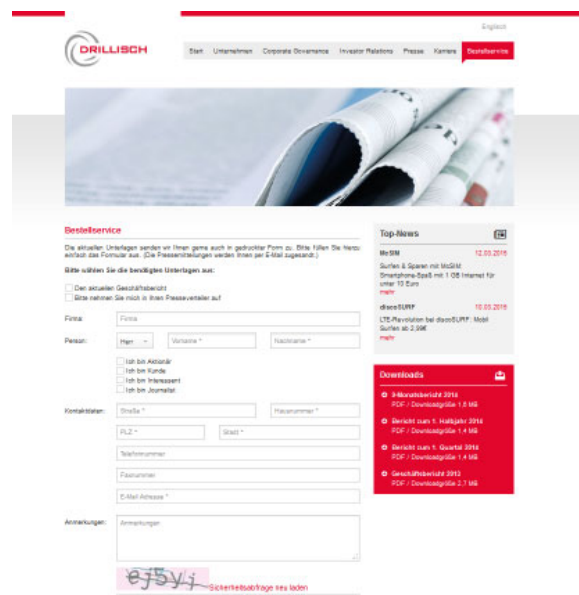 Englisch
DRILLISCH
Start Unternehmen Corporate Governance Investor Relations Presse Karriere Bestellservice
Bestellservice
Die aktuellen Unterlagen senden wir Ihnen gerne auch in gedruckter Form zu. Bitte füllen Sie hierzu
einfach das Formular aus. (Die Pressemitteilungen werden Ihnen per E-Mail zugesandt.)
Bitte wählen Sie die benötigten Unterlagen aus:
Den aktuellen Geschäftsbericht
Bitte nehmen Sie mich in Ihren Presseverteiler auf
Firma: Firma
Person: Herr Vorname * Nachname *
Ich bin Aktionär
Ich bin Kunde
Ich bin Interessent
Ich bin Journalist
Kontaktdaten: Straße * Hausnummer *
PLZ * Stadt *
Telefonnummer
Faxnummer
E-Mail-Adresse *
Anmerkungen: Anmerkungen
Sicherheitsabfrage neu laden
Top-News
McSIM 12.03.2015
Surfen & Sparen mit McSIM:
Smartphone-Spaß mit 1 GB Internet für
unter 10 Euro
mehr
discoSURF 10.03.2015
LTE-Revolution bei discoSURF: Mobil
Surfen ab 2,99€
mehr
Downloads
9-Monatsbericht 2014
PDF / Downloadgröße 1,8 MB
Bericht zum 1. Halbjahr 2014
PDF / Downloadgröße 1,4 MB
Bericht zum 1. Quartal 2014
PDF / Downloadgröße 1,4 MB
Geschäftsbericht 2013
PDF / Downloadgröße 2,7 MB